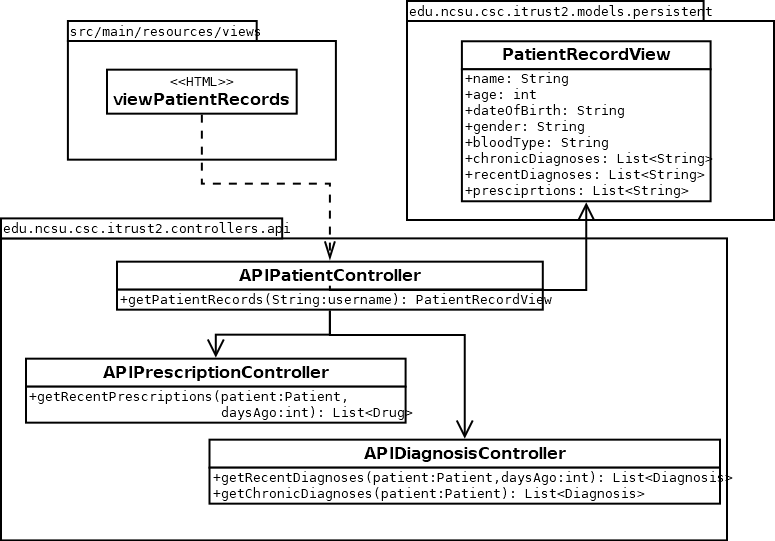 src/main/resources/views
<<HTML>>
viewPatientRecords
edu.ncsu.csc.itrust2.models.persistent
PatientRecordView
+name: String
+age: int
+dateOfBirth: String
+gender: String
+bloodType: String
+chronicDiagnoses: List<String>
+recentDiagnoses: List<String>
+presciprtions: List<String>
edu.ncsu.csc.itrust2.controllers.api
APIPatientController
+getPatientRecords(String:username): PatientRecordView
APIPrescriptionController
+getRecentPrescriptions(patient:Patient,
daysAgo:int): List<Drug>
APIDiagnosisController
+getRecentDiagnoses(patient:Patient,daysAgo:int): List<Diagnosis>
+getChronicDiagnoses(patient:Patient): List<Diagnosis>